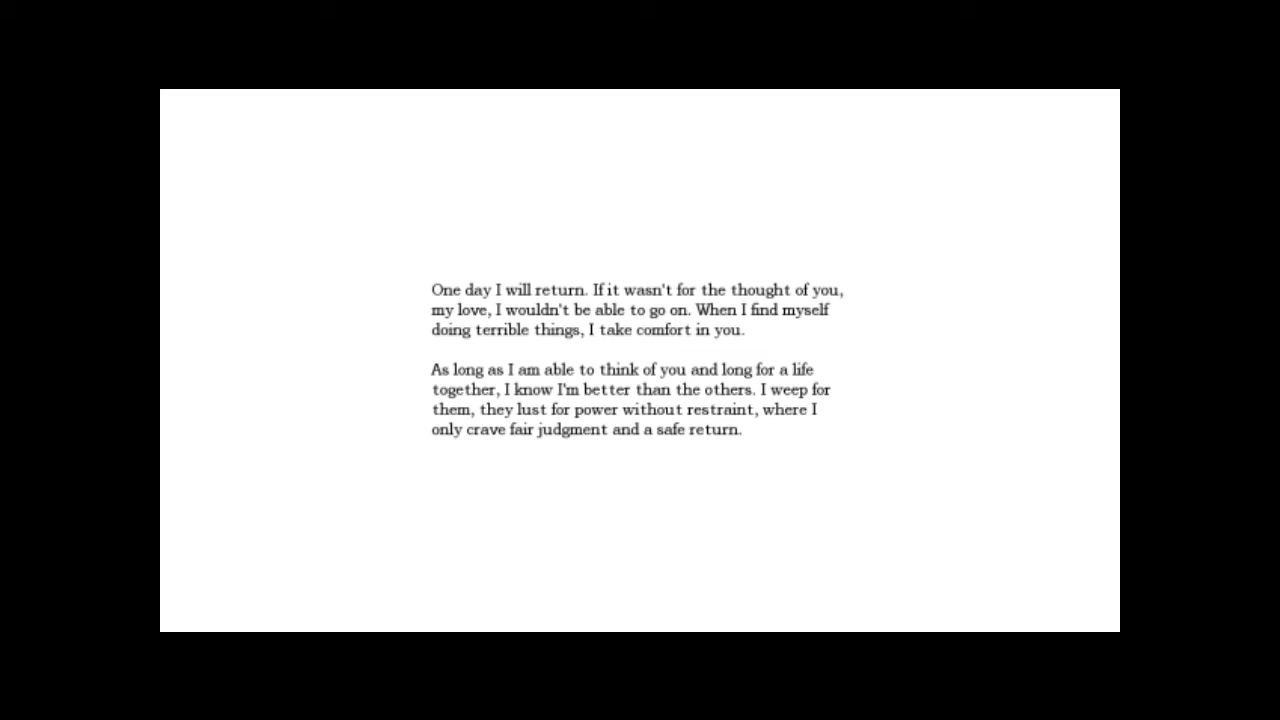 One day I will return. If it wasn't for the thought of you,
my love, I wouldn't be able to go on. When I find myself
doing terrible things, I take comfort in you.
As long as I am able to think of you and long for a life
together, I know I'm better than the others. I weep for
them, they lust for power without restraint, where I
only crave fair judgment and a safe return.